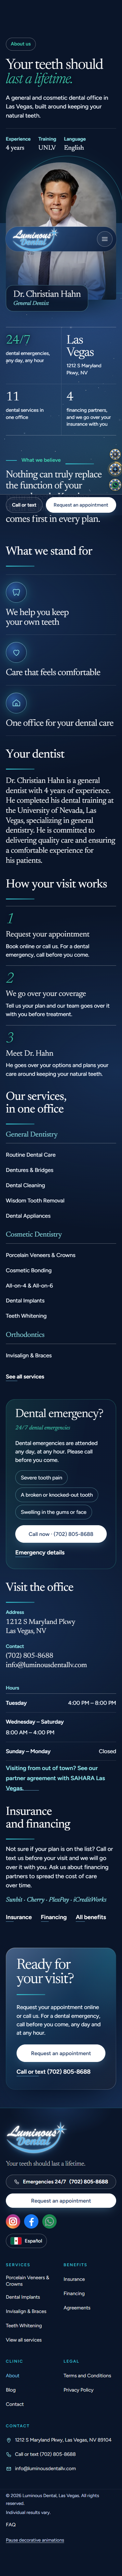 About us
Your teeth should
last a lifetime.
A general and cosmetic dental office in
Las Vegas, built around keeping your
natural teeth.
Experience
4 years
Training
UNLV
Language
English
Luminous
Dental
Dr. Christian Hahn
General Dentist
24/7
dental emergencies,
any day, any hour
Las
Vegas
1212 S Maryland
Pkwy, NV
11
dental services in
one office
4
financing partners,
and we go over your
insurance with you
What we believe
Nothing can truly replace
the function of your
Call or text
Request an appointment
comes first in every plan.
What we stand for
We help you keep
your own teeth
Care that feels comfortable
One office for your dental care
Your dentist
Dr. Christian Hahn is a general
dentist with 4 years of experience.
He completed his dental training at
the University of Nevada, Las
Vegas, specializing in general
dentistry. He is committed to
delivering quality care and ensuring
a comfortable experience for
his patients.
How your visit works
1
Request your appointment
Book online or call us. For a dental
emergency, call before you come.
2
We go over your coverage
Tell us your plan and our team goes over it
with you before treatment.
3
Meet Dr. Hahn
He goes over your options and plans your
care around keeping your natural teeth.
Our services,
in one office
General Dentistry
Routine Dental Care
Dentures & Bridges
Dental Cleaning
Wisdom Tooth Removal
Dental Appliances
Cosmetic Dentistry
Porcelain Veneers & Crowns
Cosmetic Bonding
All-on-4 & All-on-6
Dental Implants
Teeth Whitening
Orthodontics
Invisalign & Braces
See all services
Dental emergency?
24/7 dental emergencies
Dental emergencies are attended
any day, at any hour. Please call
before you come.
Severe tooth pain
A broken or knocked-out tooth
Swelling in the gums or face
Call now · (702) 805-8688
Emergency details
Visit the office
Address
1212 S Maryland Pkwy
Las Vegas, NV
Contact
(702) 805-8688
info@luminousdentallv.com
Hours
Tuesday
4:00 PM – 8:00 PM
Wednesday – Saturday
8:00 AM – 4:00 PM
Sunday – Monday
Closed
Visiting from out of town? See our
partner agreement with SAHARA Las
Vegas.
Insurance
and financing
Not sure if your plan is on the list? Call or
text us before your visit and we will go
over it with you. Ask us about financing
partners to spread the cost of care
over time.
Sunbit · Cherry · PlusPay · iCreditWorks
Insurance
Financing
All benefits
Ready for
your visit?
Request your appointment online
or call us. For a dental emergency,
call before you come, any day and
at any hour.
Request an appointment
Call or text (702) 805-8688
Luminous
Dental
Your teeth should last a lifetime.
Emergencies 24/7 (702) 805-8688
Request an appointment
Español
SERVICES
Porcelain Veneers &
Crowns
Dental Implants
Invisalign & Braces
Teeth Whitening
View all services
BENEFITS
Insurance
Financing
Agreements
CLINIC
About
Blog
Contact
LEGAL
Terms and Conditions
Privacy Policy
CONTACT
1212 S Maryland Pkwy, Las Vegas, NV 89104
Call or text (702) 805-8688
info@luminousdentallv.com
© 2026 Luminous Dental, Las Vegas. All rights
reserved.
Individual results vary.
FAQ
Pause decorative animations